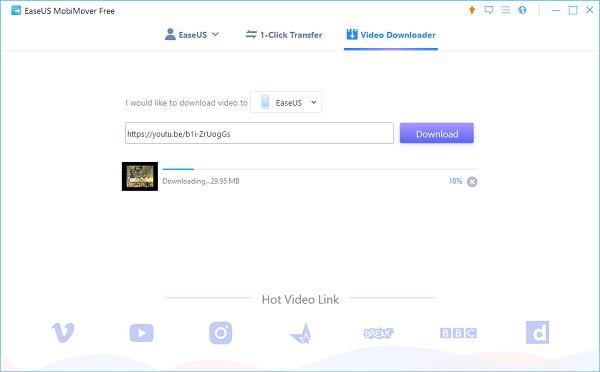 EaseUS MobiMover Free
EaseUS 1-Click Transfer Video Downloader
I would like to download video to EaseUS
https://youtu.be/b1i-ZrUogGs Download
Downloading...29.95 MB 10%
Hot Video Link
BREAK BBC d